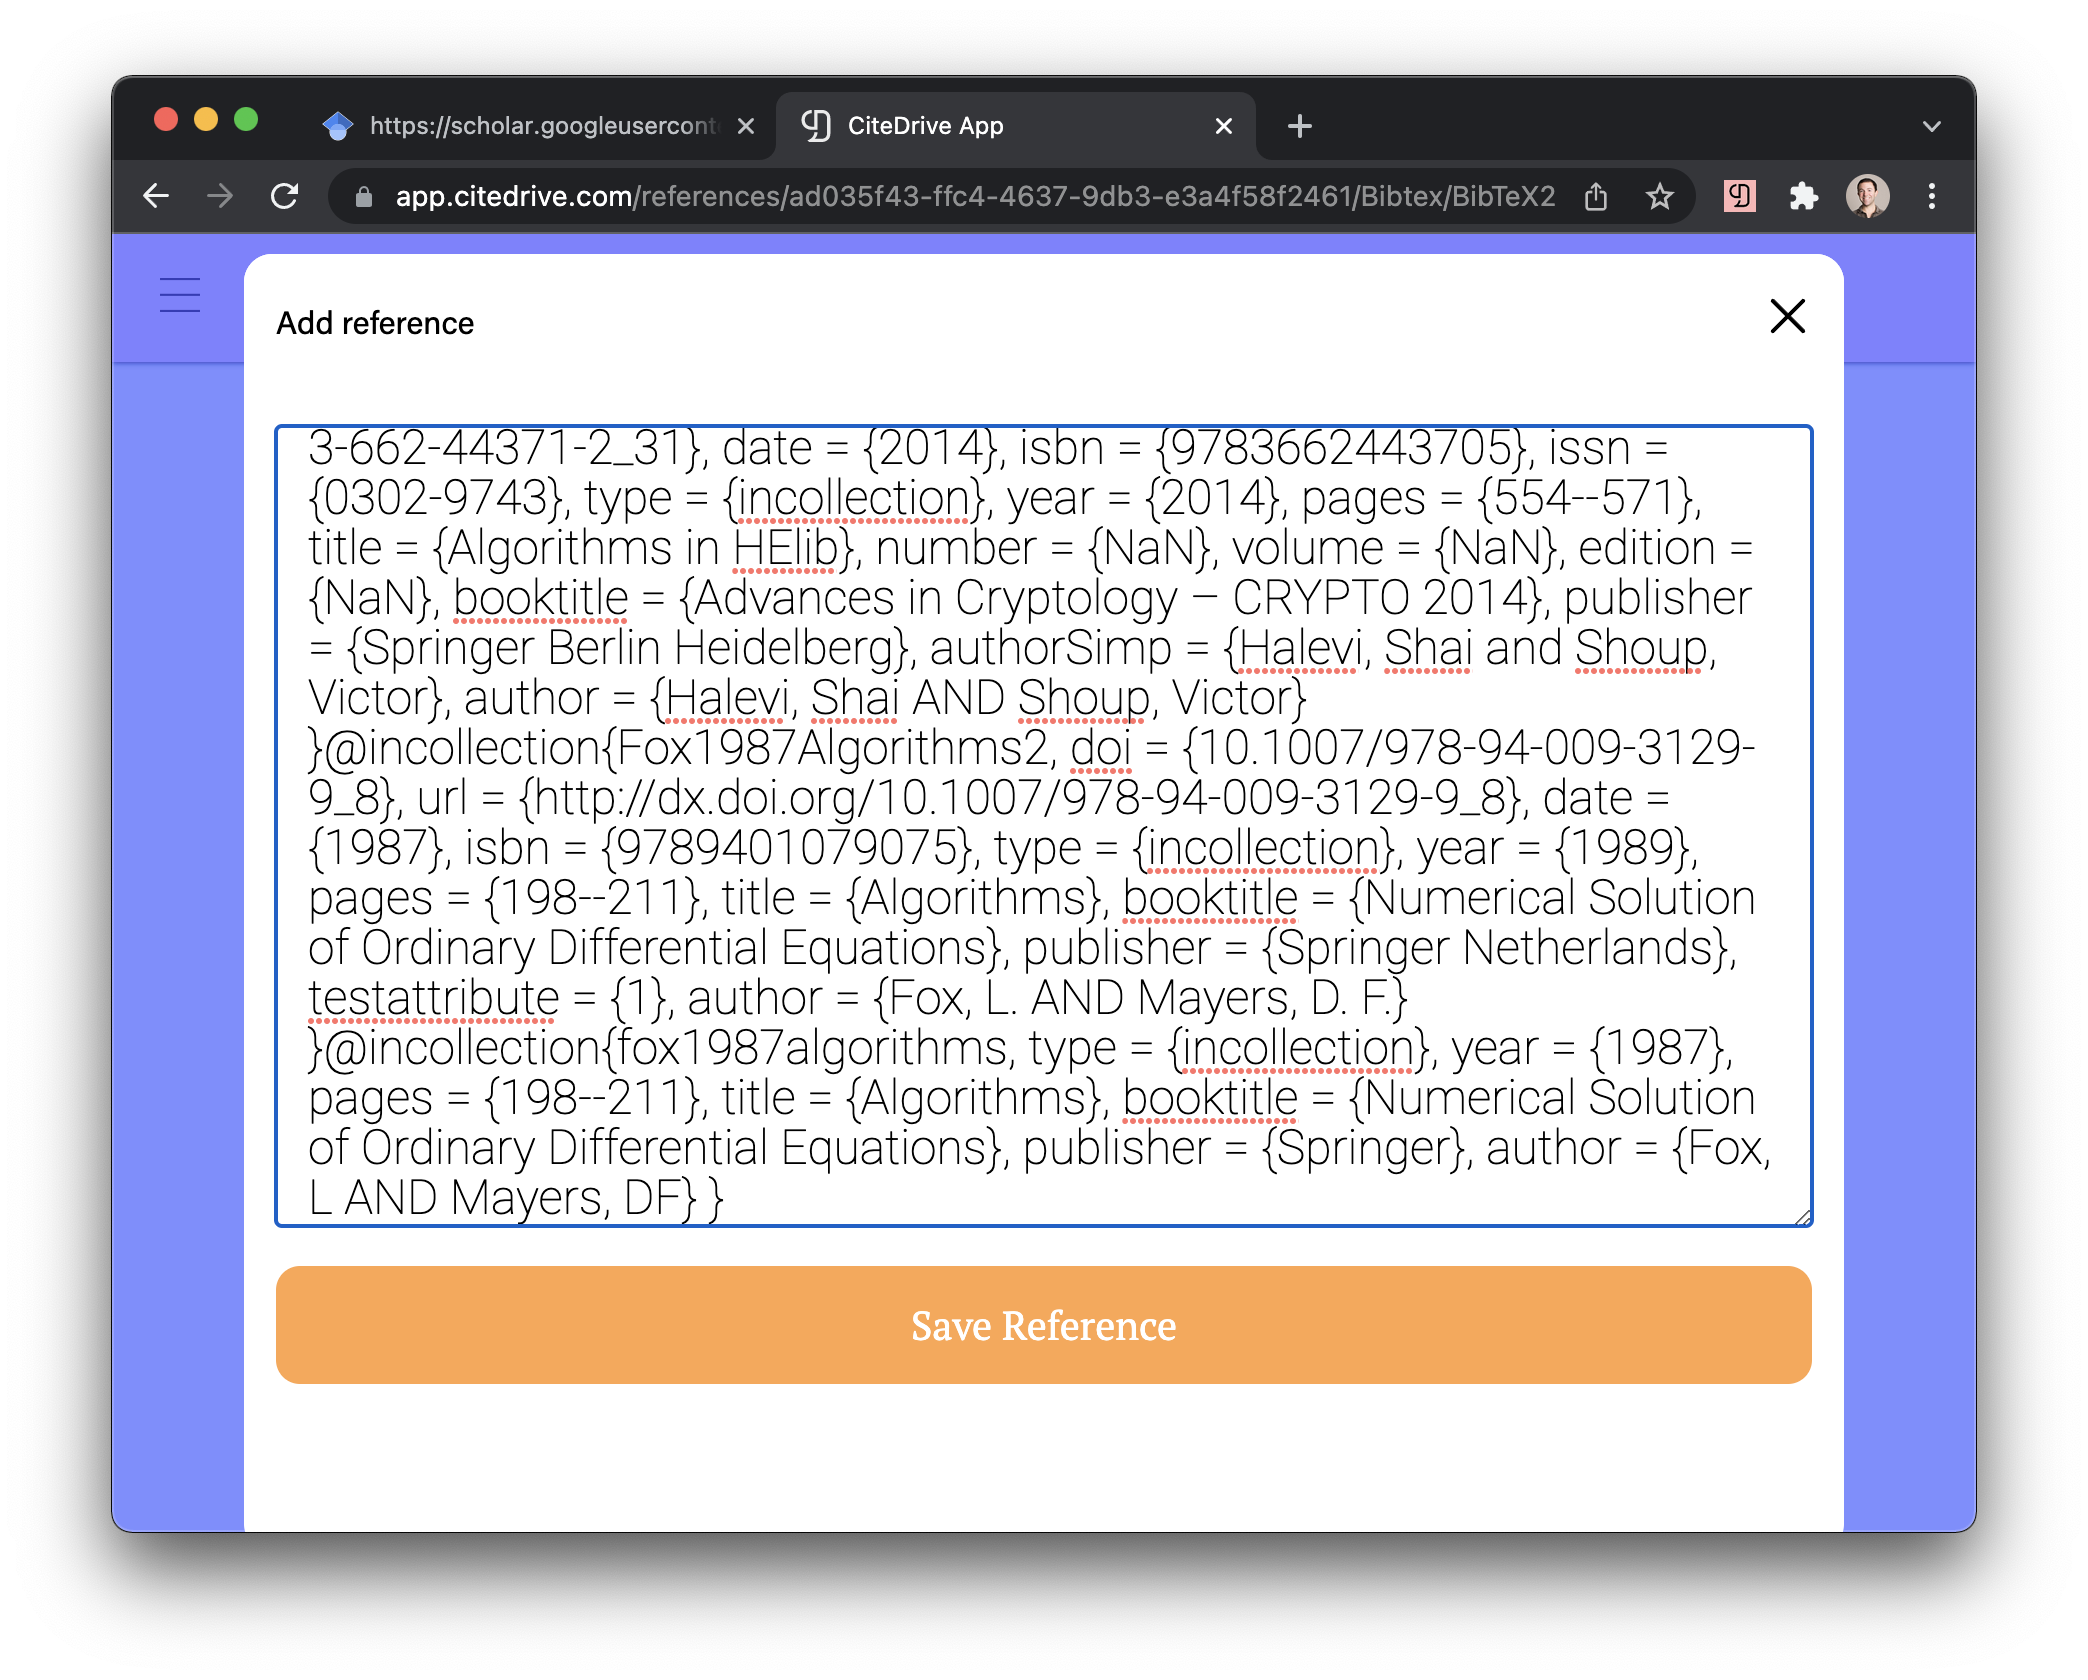 https://scholar.googleusercont
CiteDrive App
app.citedrive.com/references/ad035f43-ffc4-4637-9db3-e3a4f58f2461/Bibtex/BibTeX2
Add reference
3-662-44371-2_31}, date = {2014}, isbn = {9783662443705}, issn =
{0302-9743}, type = {incollection}, year = {2014}, pages = {554--571},
title = {Algorithms in HElib}, number = {NaN}, volume = {NaN}, edition =
{NaN}, booktitle = {Advances in Cryptology – CRYPTO 2014}, publisher
= {Springer Berlin Heidelberg}, authorSimp = {Halevi, Shai and Shoup,
Victor}, author = {Halevi, Shai AND Shoup, Victor}
}@incollection{Fox1987Algorithms2, doi = {10.1007/978-94-009-3129-
9_8}, url = {http://dx.doi.org/10.1007/978-94-009-3129-9_8}, date =
{1987}, isbn = {9789401079075}, type = {incollection}, year = {1989},
pages = {198--211}, title = {Algorithms}, booktitle = {Numerical Solution
of Ordinary Differential Equations}, publisher = {Springer Netherlands},
testattribute = {1}, author = {Fox, L. AND Mayers, D. F.}
}@incollection{fox1987algorithms, type = {incollection}, year = {1987},
pages = {198--211}, title = {Algorithms}, booktitle = {Numerical Solution
of Ordinary Differential Equations}, publisher = {Springer}, author = {Fox,
L AND Mayers, DF} }
Save Reference